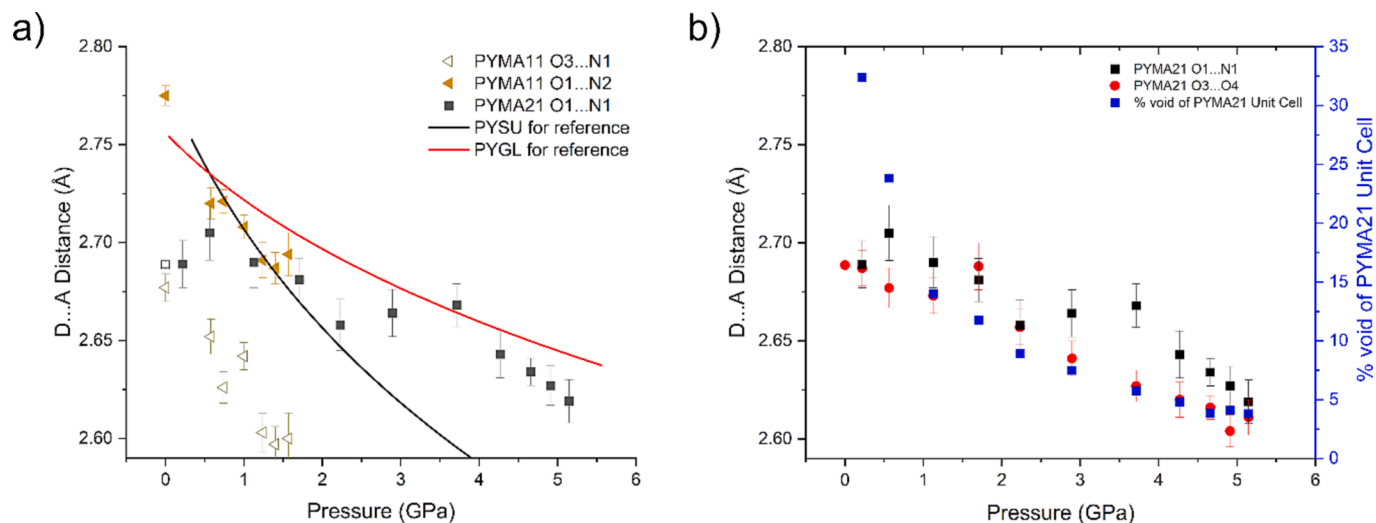 a)
2.80
2.75
2.70
2.65
2.60
D...A Distance (Å)
PYMA11 O3...N1
PYMA11 O1...N2
PYMA21 O1...N1
PYSU for reference
PYGL for reference
0 1 2 3 4 5 6
Pressure (GPa)
b)
2.80
2.75
2.70
2.65
2.60
D...A Distance (Å)
PYMA21 O1...N1
PYMA21 O3...O4
% void of PYMA21 Unit Cell
35
30
25
20
15
10
5
0
% void of PYMA21 Unit Cell
0 1 2 3 4 5 6
Pressure (GPa)